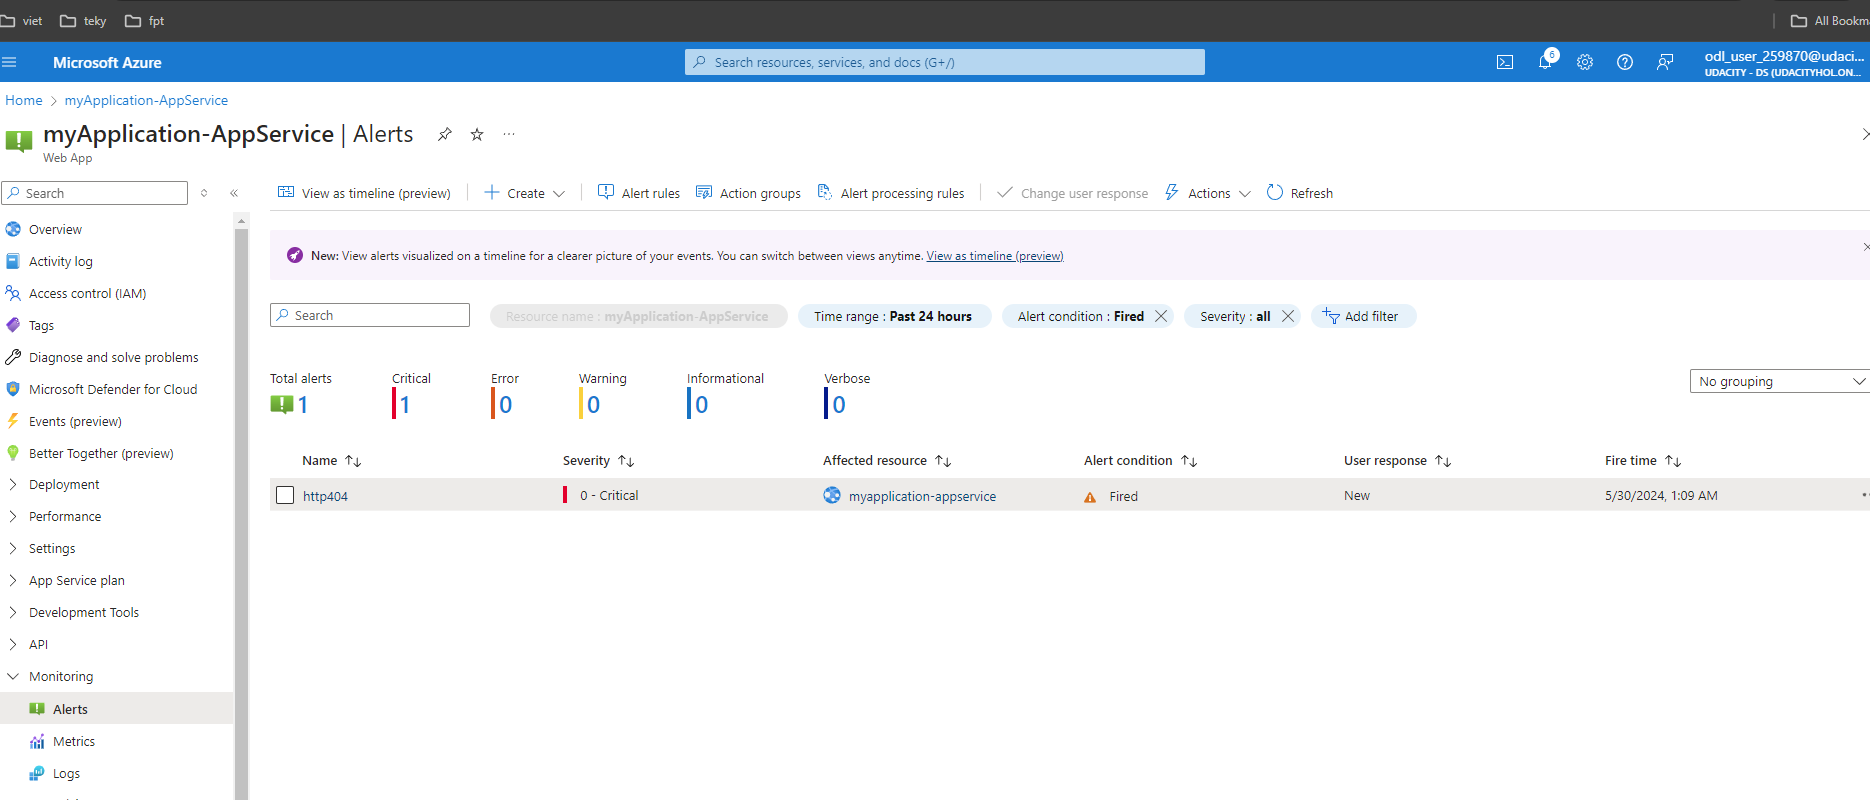 viet teky fpt All Bookm
Microsoft Azure Search resources, services, and docs (G+/) 6 odl_user_259870@udaci...
UDACITY - DS (UDACITYHOL.ON...
Home > myApplication-AppService
myApplication-AppService | Alerts ...
Web App
Search « View as timeline (preview) Create Alert rules Action groups Alert processing rules Change user response Actions Refresh
Overview
Activity log
Access control (IAM)
Tags
Diagnose and solve problems
Microsoft Defender for Cloud
Events (preview)
Better Together (preview)
Deployment
Performance
Settings
App Service plan
Development Tools
API
Monitoring
Alerts
Metrics
Logs
New: View alerts visualized on a timeline for a clearer picture of your events. You can switch between views anytime. View as timeline (preview)
Search Resource name : myApplication-AppService Time range : Past 24 hours Alert condition : Fired Severity : all Add filter
Total alerts Critical Error Warning Informational Verbose
1 1 0 0 0 0
No grouping
Name Severity Affected resource Alert condition User response Fire time
http404 0 - Critical myapplication-appservice Fired New 5/30/2024, 1:09 AM